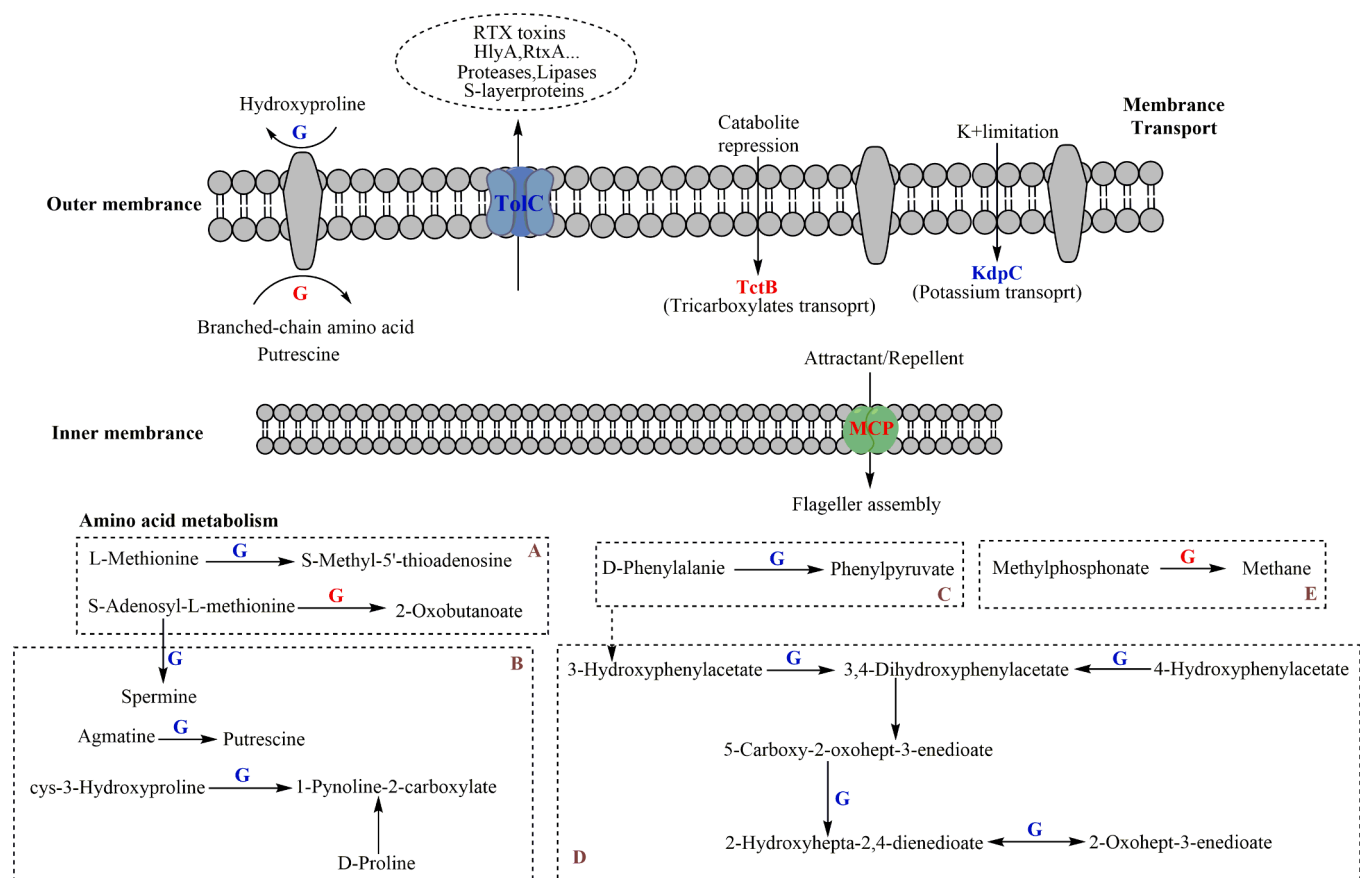 RTX toxins
HlyA,RtxA...
Proteases,Lipases
S-layerproteins
Hydroxyproline
G
Membrance
Transport
Catabolite
repression
K+limitation
Outer membrance
TolC
G
Branched-chain amino acid
Putrescine
TctB
(Tricarboxylates transoprt)
KdpC
(Potassium transoprt)
Attractant/Repellent
Inner membrance
MCP
Flageller assembly
Amino acid metabolism
A
L-Methionine G S-Methyl-5'-thioadenosine
S-Adenosyl-L-methionine G 2-Oxobutanoate
D-Phenylalanie G Phenylpyruvate
C
Methylphosphonate G Methane
E
G
B
Spermine
Agmatine G Putrescine
cys-3-Hydroxyproline G 1-Pynoline-2-carboxylate
D-Proline
3-Hydroxyphenylacetate G 3,4-Dihydroxyphenylacetate G 4-Hydroxyphenylacetate
5-Carboxy-2-oxohept-3-enedioate
G
2-Hydroxyhepta-2,4-dienedioate G 2-Oxohept-3-enedioate
D